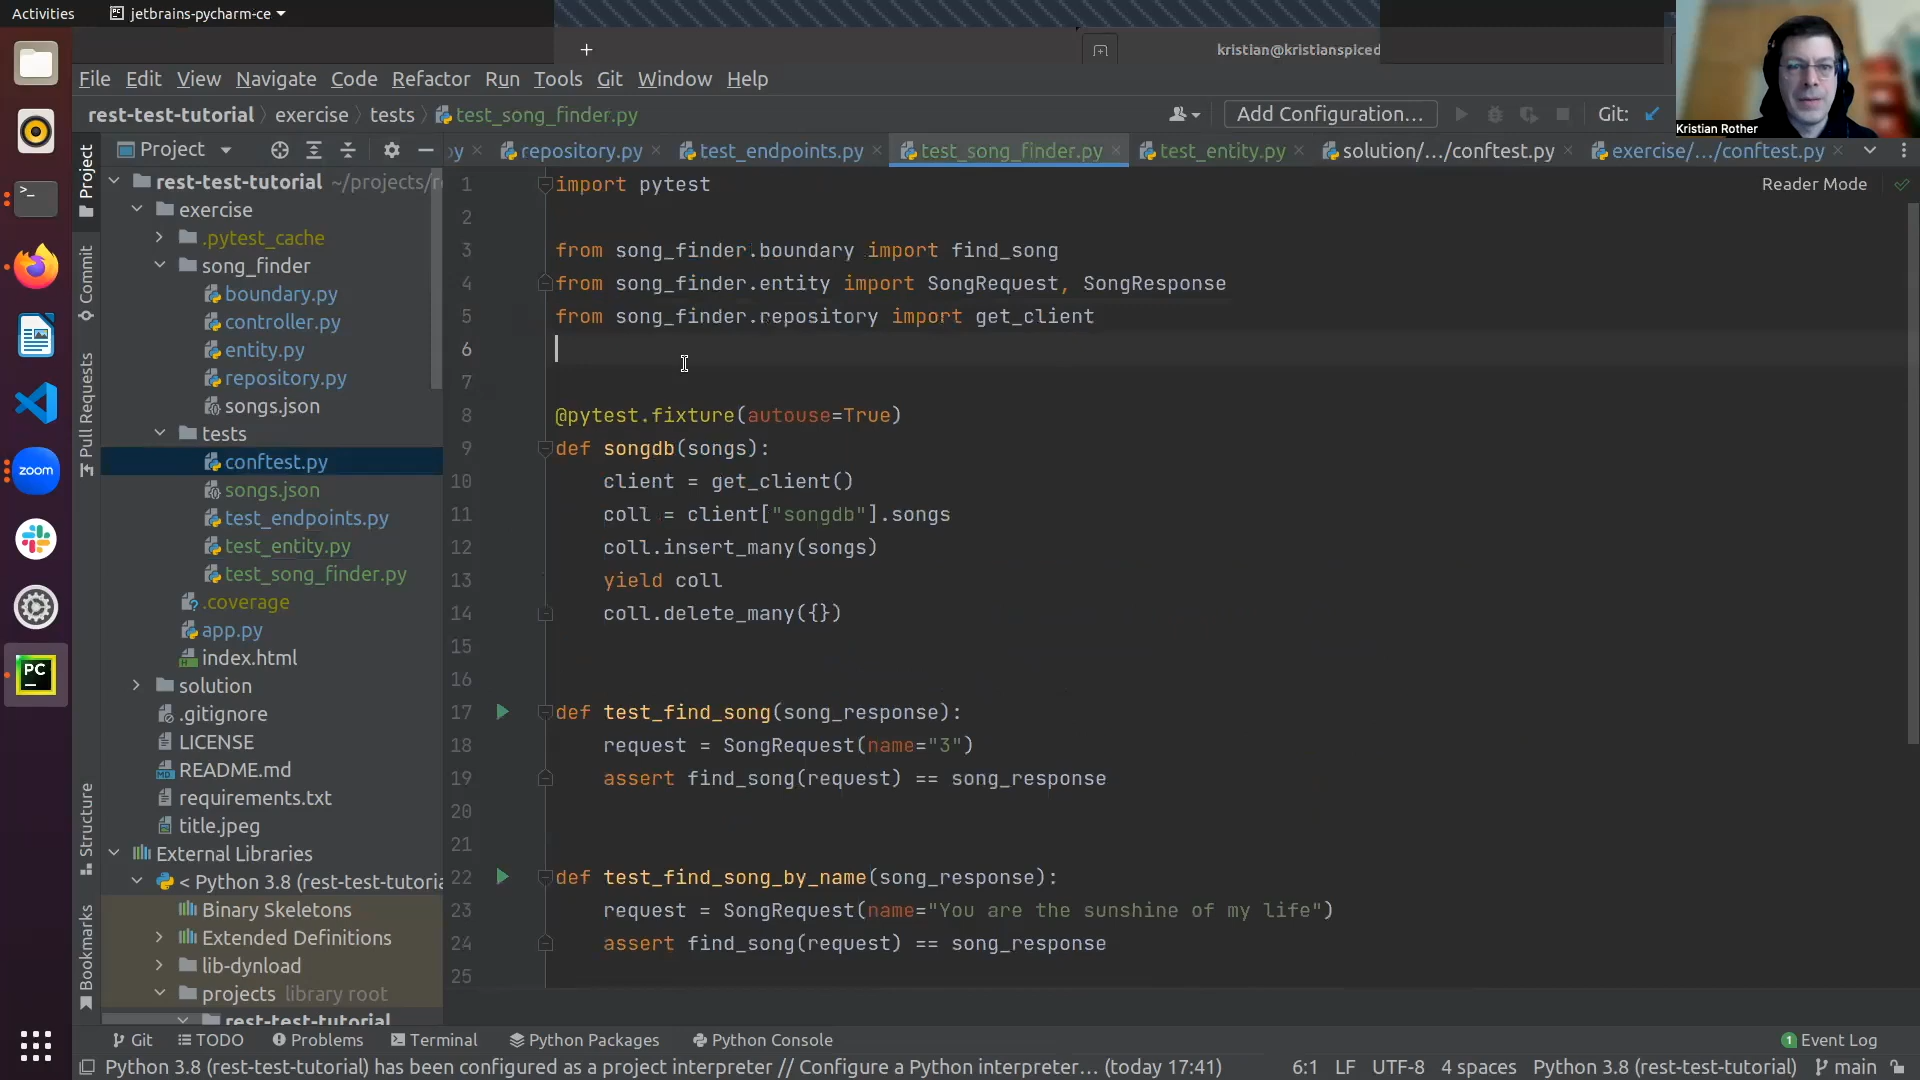 Activities
jetbrains-pycharm-ce
kristian@kristianspiced
Kristian Rother
File Edit View Navigate Code Refactor Run Tools Git Window Help
rest-test-tutorial exercise tests test_song_finder.py
Add Configuration...
Git:
Project
py
repository.py
test_endpoints.py
test_song_finder.py
test_entity.py
solution/.../conftest.py
exercise/.../conftest.py
Reader Mode
Project
Commit
Pull Requests
Structure
Bookmarks
rest-test-tutorial ~/projects/r
exercise
.pytest_cache
song_finder
boundary.py
controller.py
entity.py
repository.py
songs.json
tests
conftest.py
songs.json
test_endpoints.py
test_entity.py
test_song_finder.py
.coverage
app.py
index.html
solution
.gitignore
LICENSE
README.md
requirements.txt
title.jpeg
External Libraries
< Python 3.8 (rest-test-tutoria
Binary Skeletons
Extended Definitions
lib-dynload
projects library root
rest-test-tutorial
zoom
PC
1 import pytest
2
3 from song_finder.boundary import find_song
4 from song_finder.entity import SongRequest, SongResponse
5 from song_finder.repository import get_client
6
7
8 @pytest.fixture(autouse=True)
9 def songdb(songs):
10 client = get_client()
11 coll = client["songdb"].songs
12 coll.insert_many(songs)
13 yield coll
14 coll.delete_many({})
15
16
17 def test_find_song(song_response):
18 request = SongRequest(name="3")
19 assert find_song(request) == song_response
20
21
22 def test_find_song_by_name(song_response):
23 request = SongRequest(name="You are the sunshine of my life")
24 assert find_song(request) == song_response
25
Git TODO Problems Terminal Python Packages Python Console
1 Event Log
Python 3.8 (rest-test-tutorial) has been configured as a project interpreter // Configure a Python interpreter... (today 17:41)
6:1 LF UTF-8 4 spaces Python 3.8 (rest-test-tutorial) main